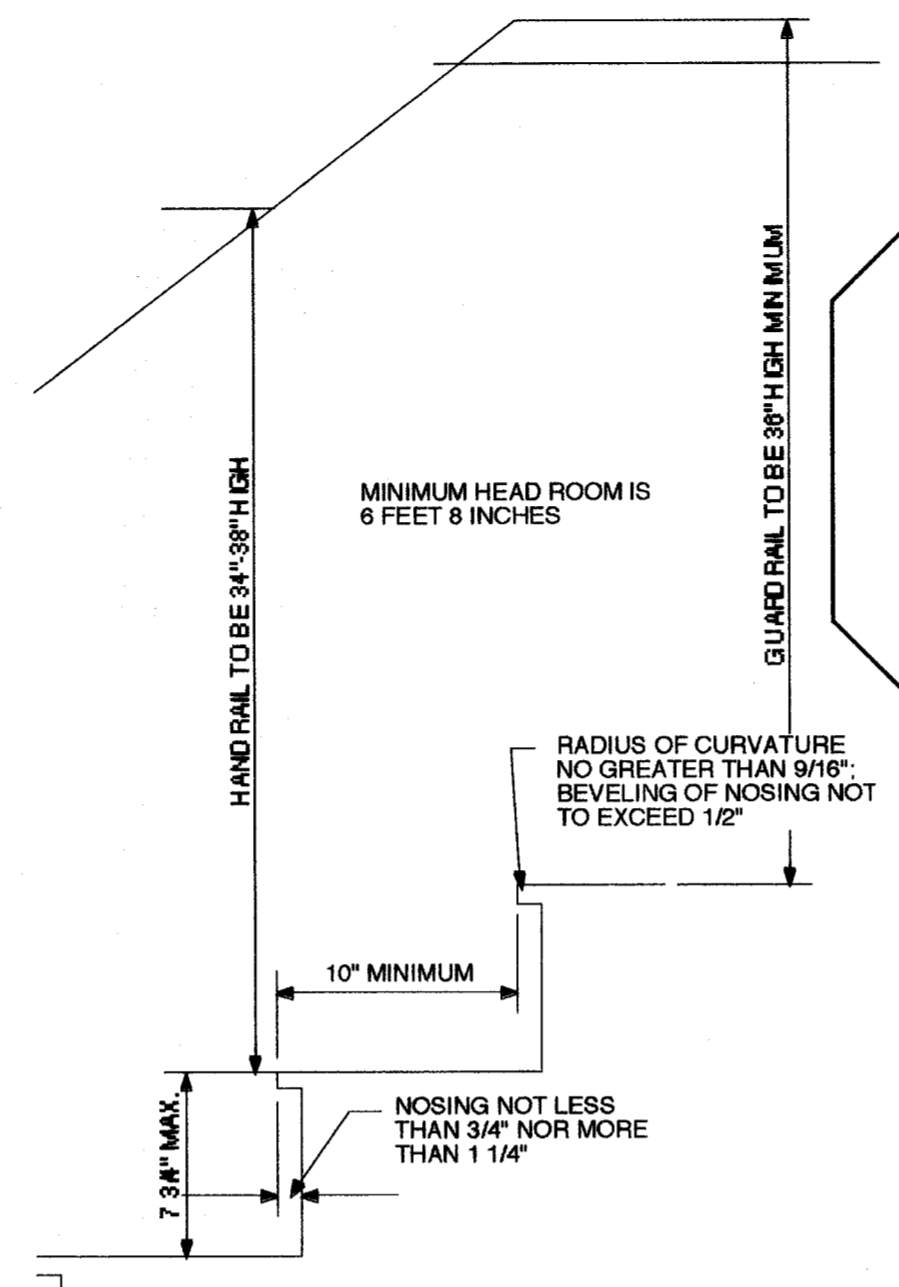 GUARD RAIL TO BE 36" HIGH MINIMUM
HAND RAIL TO BE 34"-38" HIGH
MINIMUM HEAD ROOM IS
6 FEET 8 INCHES
RADIUS OF CURVATURE
NO GREATER THAN 9/16";
BEVELING OF NOSING NOT
TO EXCEED 1/2"
10" MINIMUM
NOSING NOT LESS
THAN 3/4" NOR MORE
THAN 1 1/4"
7 3/4" MAX.